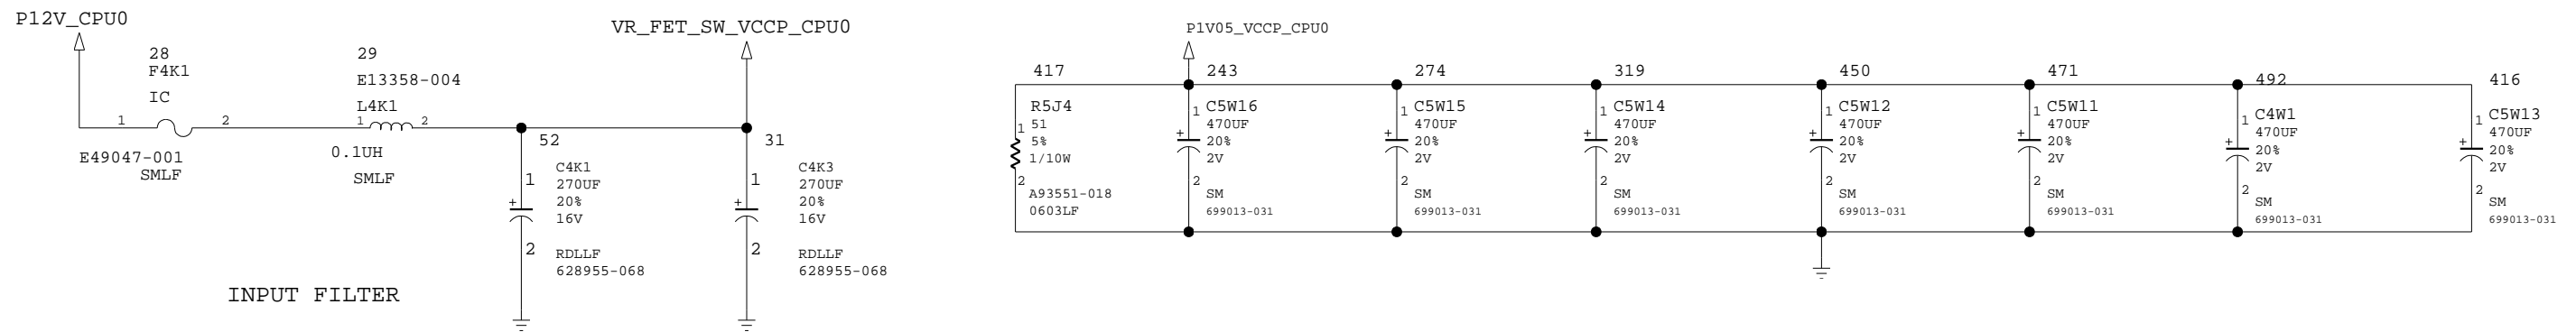 P12V_CPU0
28
F4K1
IC
1
2
E49047-001
SMLF
29
E13358-004
L4K1
1
2
0.1UH
SMLF
VR_FET_SW_VCCP_CPU0
52
1
C4K1
270UF
20%
16V
2
RDLLF
628955-068
31
1
C4K3
270UF
20%
16V
2
RDLLF
628955-068
INPUT FILTER
P1V05_VCCP_CPU0
417
R5J4
1
51
5%
1/10W
2
A93551-018
0603LF
243
1
C5W16
470UF
20%
2V
2
SM
699013-031
274
1
C5W15
470UF
20%
2V
2
SM
699013-031
319
1
C5W14
470UF
20%
2V
2
SM
699013-031
450
1
C5W12
470UF
20%
2V
2
SM
699013-031
471
1
C5W11
470UF
20%
2V
2
SM
699013-031
492
1
C4W1
470UF
20%
2V
2
SM
699013-031
416
1
C5W13
470UF
20%
2V
2
SM
699013-031